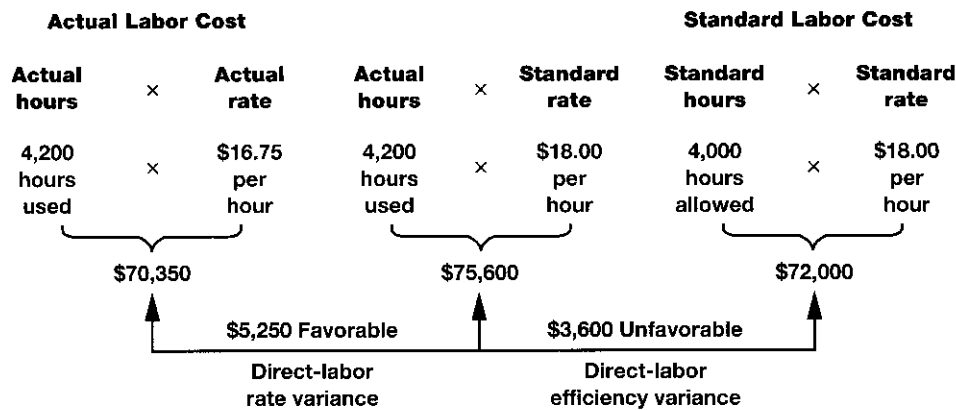 Actual Labor Cost
Standard Labor Cost
Actual hours × Actual rate
Actual hours × Standard rate
Standard hours × Standard rate
4,200 hours used × $16.75 per hour
4,200 hours used × $18.00 per hour
4,000 hours allowed × $18.00 per hour
$70,350
$75,600
$72,000
$5,250 Favorable
$3,600 Unfavorable
Direct-labor
rate variance
Direct-labor
efficiency variance